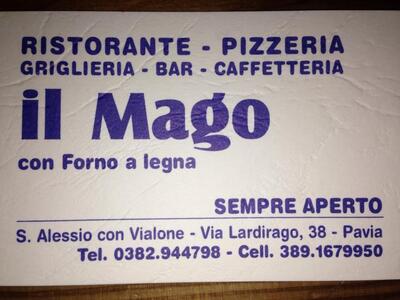 RISTORANTE - PIZZERIA
GRIGLIERIA - BAR - CAFFETTERIA
il Mago
con Forno a legna
SEMPRE APERTO
S. Alessio con Vialone - Via Lardirago, 38 - Pavia
Tel. 0382.944798 - Cell. 389.1679950